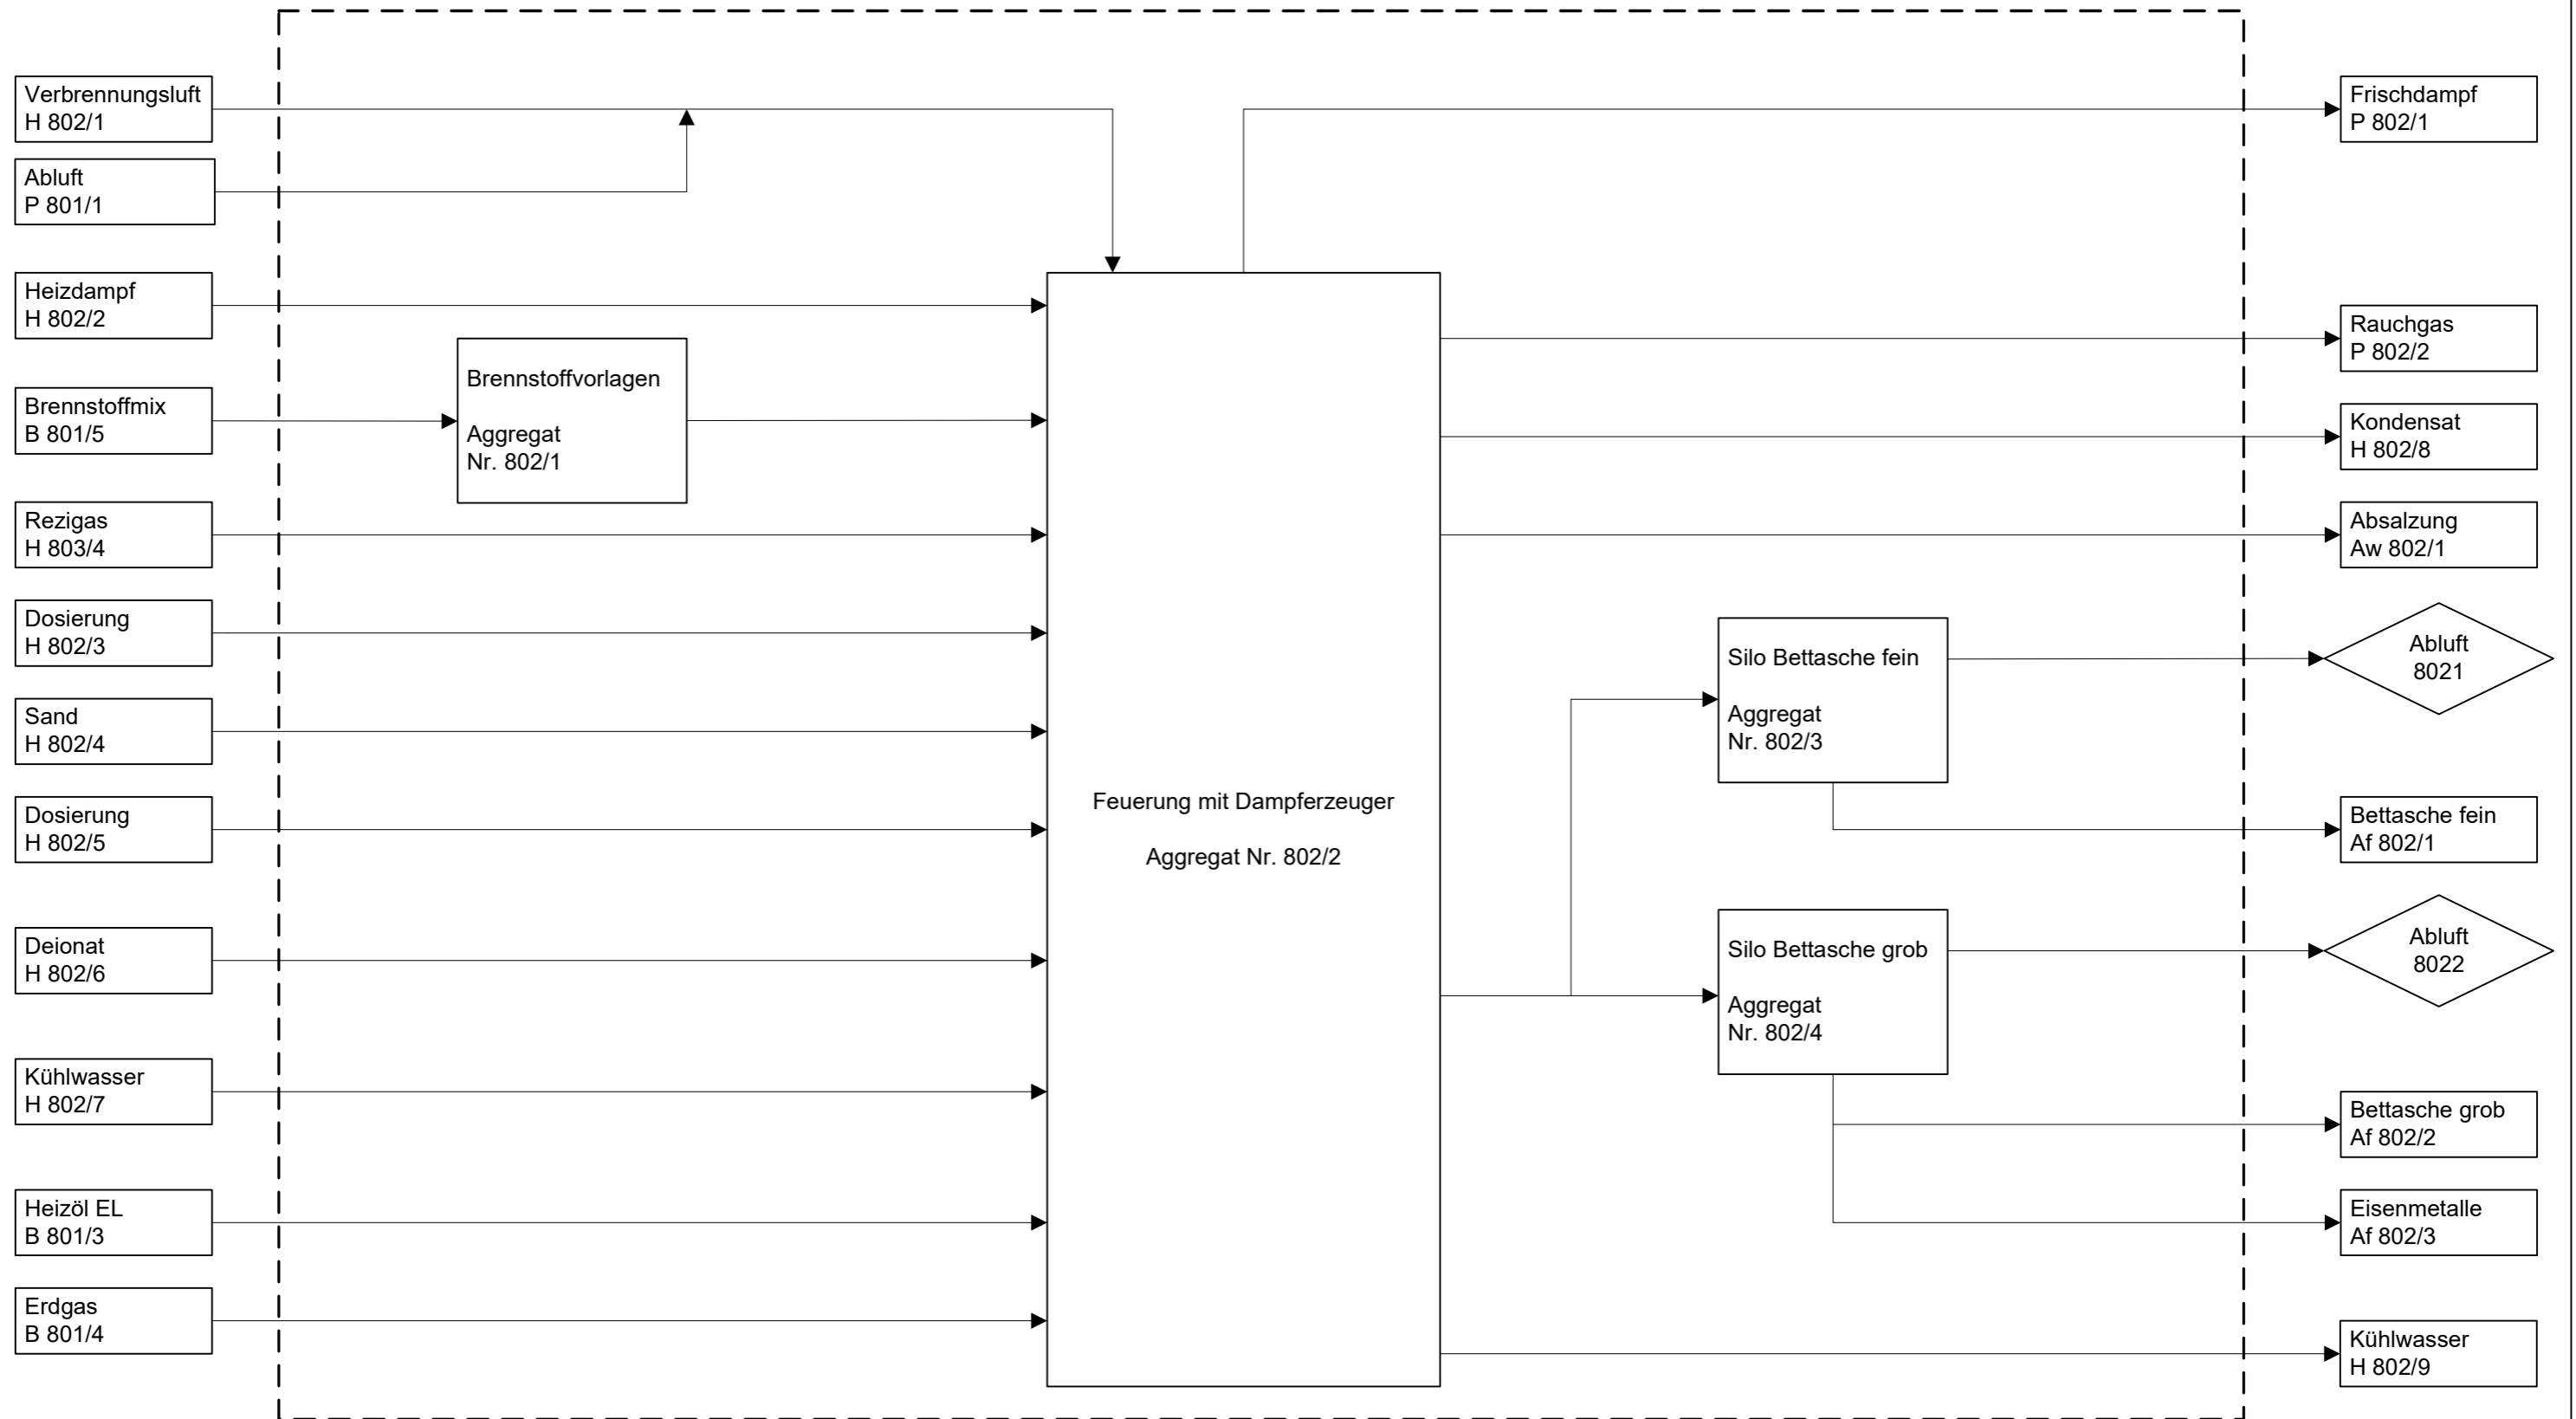 Verbrennungsluft
H 802/1
Abluft
P 801/1
Heizdampf
H 802/2
Brennstoffmix
B 801/5
Rezigas
H 803/4
Dosierung
H 802/3
Sand
H 802/4
Dosierung
H 802/5
Deionat
H 802/6
Kühlwasser
H 802/7
Heizöl EL
B 801/3
Erdgas
B 801/4
Brennstoffvorlagen
Aggregat
Nr. 802/1
Feuerung mit Dampferzeuger
Aggregat Nr. 802/2
Silo Bettasche fein
Aggregat
Nr. 802/3
Silo Bettasche grob
Aggregat
Nr. 802/4
Frischdampf
P 802/1
Rauchgas
P 802/2
Kondensat
H 802/8
Absalzung
Aw 802/1
Abluft
8021
Bettasche fein
Af 802/1
Abluft
8022
Bettasche grob
Af 802/2
Eisenmetalle
Af 802/3
Kühlwasser
H 802/9